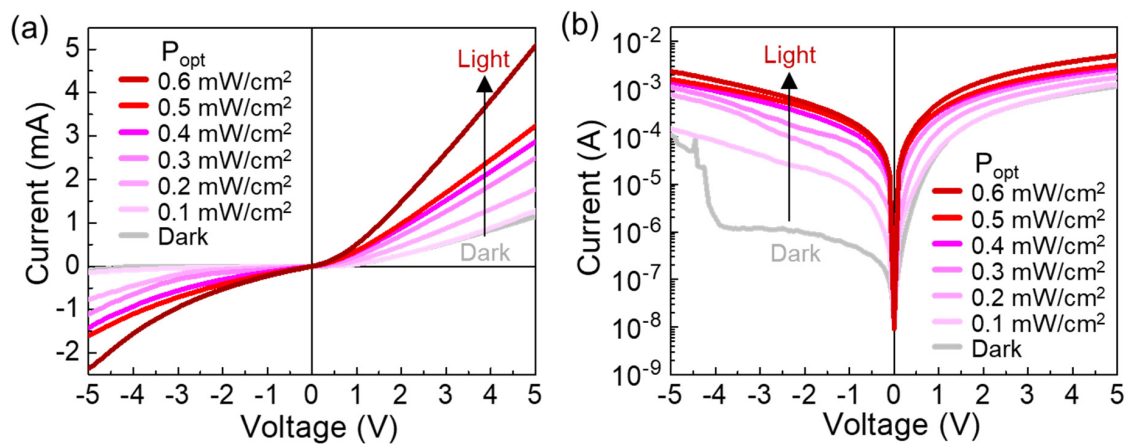 (a)
P_opt
0.6 mW/cm²
0.5 mW/cm²
0.4 mW/cm²
0.3 mW/cm²
0.2 mW/cm²
0.1 mW/cm²
Dark
Light
Dark
5
4
3
2
1
0
-1
-2
Current (mA)
-5 -4 -3 -2 -1 0 1 2 3 4 5
Voltage (V)
(b)
10⁻²
10⁻³
10⁻⁴
10⁻⁵
10⁻⁶
10⁻⁷
10⁻⁸
10⁻⁹
Current (A)
Light
Dark
P_opt
0.6 mW/cm²
0.5 mW/cm²
0.4 mW/cm²
0.3 mW/cm²
0.2 mW/cm²
0.1 mW/cm²
Dark
-5 -4 -3 -2 -1 0 1 2 3 4 5
Voltage (V)